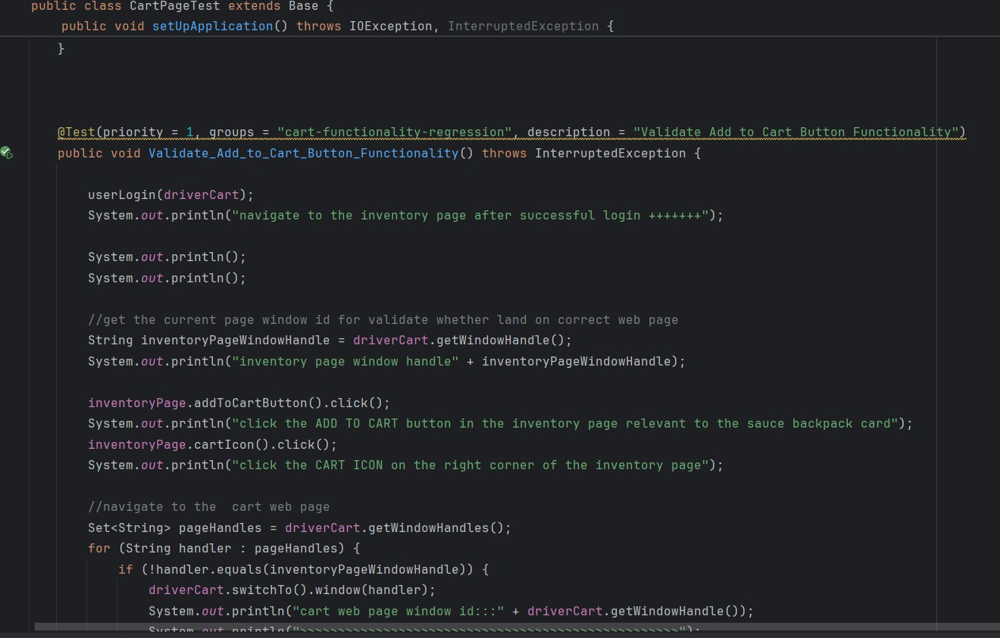 public class CartPageTest extends Base {
public void setUpApplication() throws IOException, InterruptedException {
}
@Test(priority = 1, groups = "cart-functionality-regression", description = "Validate Add to Cart Button Functionality")
public void Validate_Add_to_Cart_Button_Functionality() throws InterruptedException {
userLogin(driverCart);
System.out.println("navigate to the inventory page after successful login +++++++");
System.out.println();
System.out.println();
//get the current page window id for validate whether land on correct web page
String inventoryPageWindowHandle = driverCart.getWindowHandle();
System.out.println("inventory page window handle" + inventoryPageWindowHandle);
inventoryPage.addToCartButton().click();
System.out.println("click the ADD TO CART button in the inventory page relevant to the sauce backpack card");
inventoryPage.cartIcon().click();
System.out.println("click the CART ICON on the right corner of the inventory page");
//navigate to the  cart web page
Set<String> pageHandles = driverCart.getWindowHandles();
for (String handler : pageHandles) {
if (!handler.equals(inventoryPageWindowHandle)) {
driverCart.switchTo().window(handler);
System.out.println("cart web page window id:::" + driverCart.getWindowHandle());
System.out.println(">>>>>>>>>>>>>>>>>>>>>>>>>>>>>>>>>>>>>>>>>>>>>>>>>>");